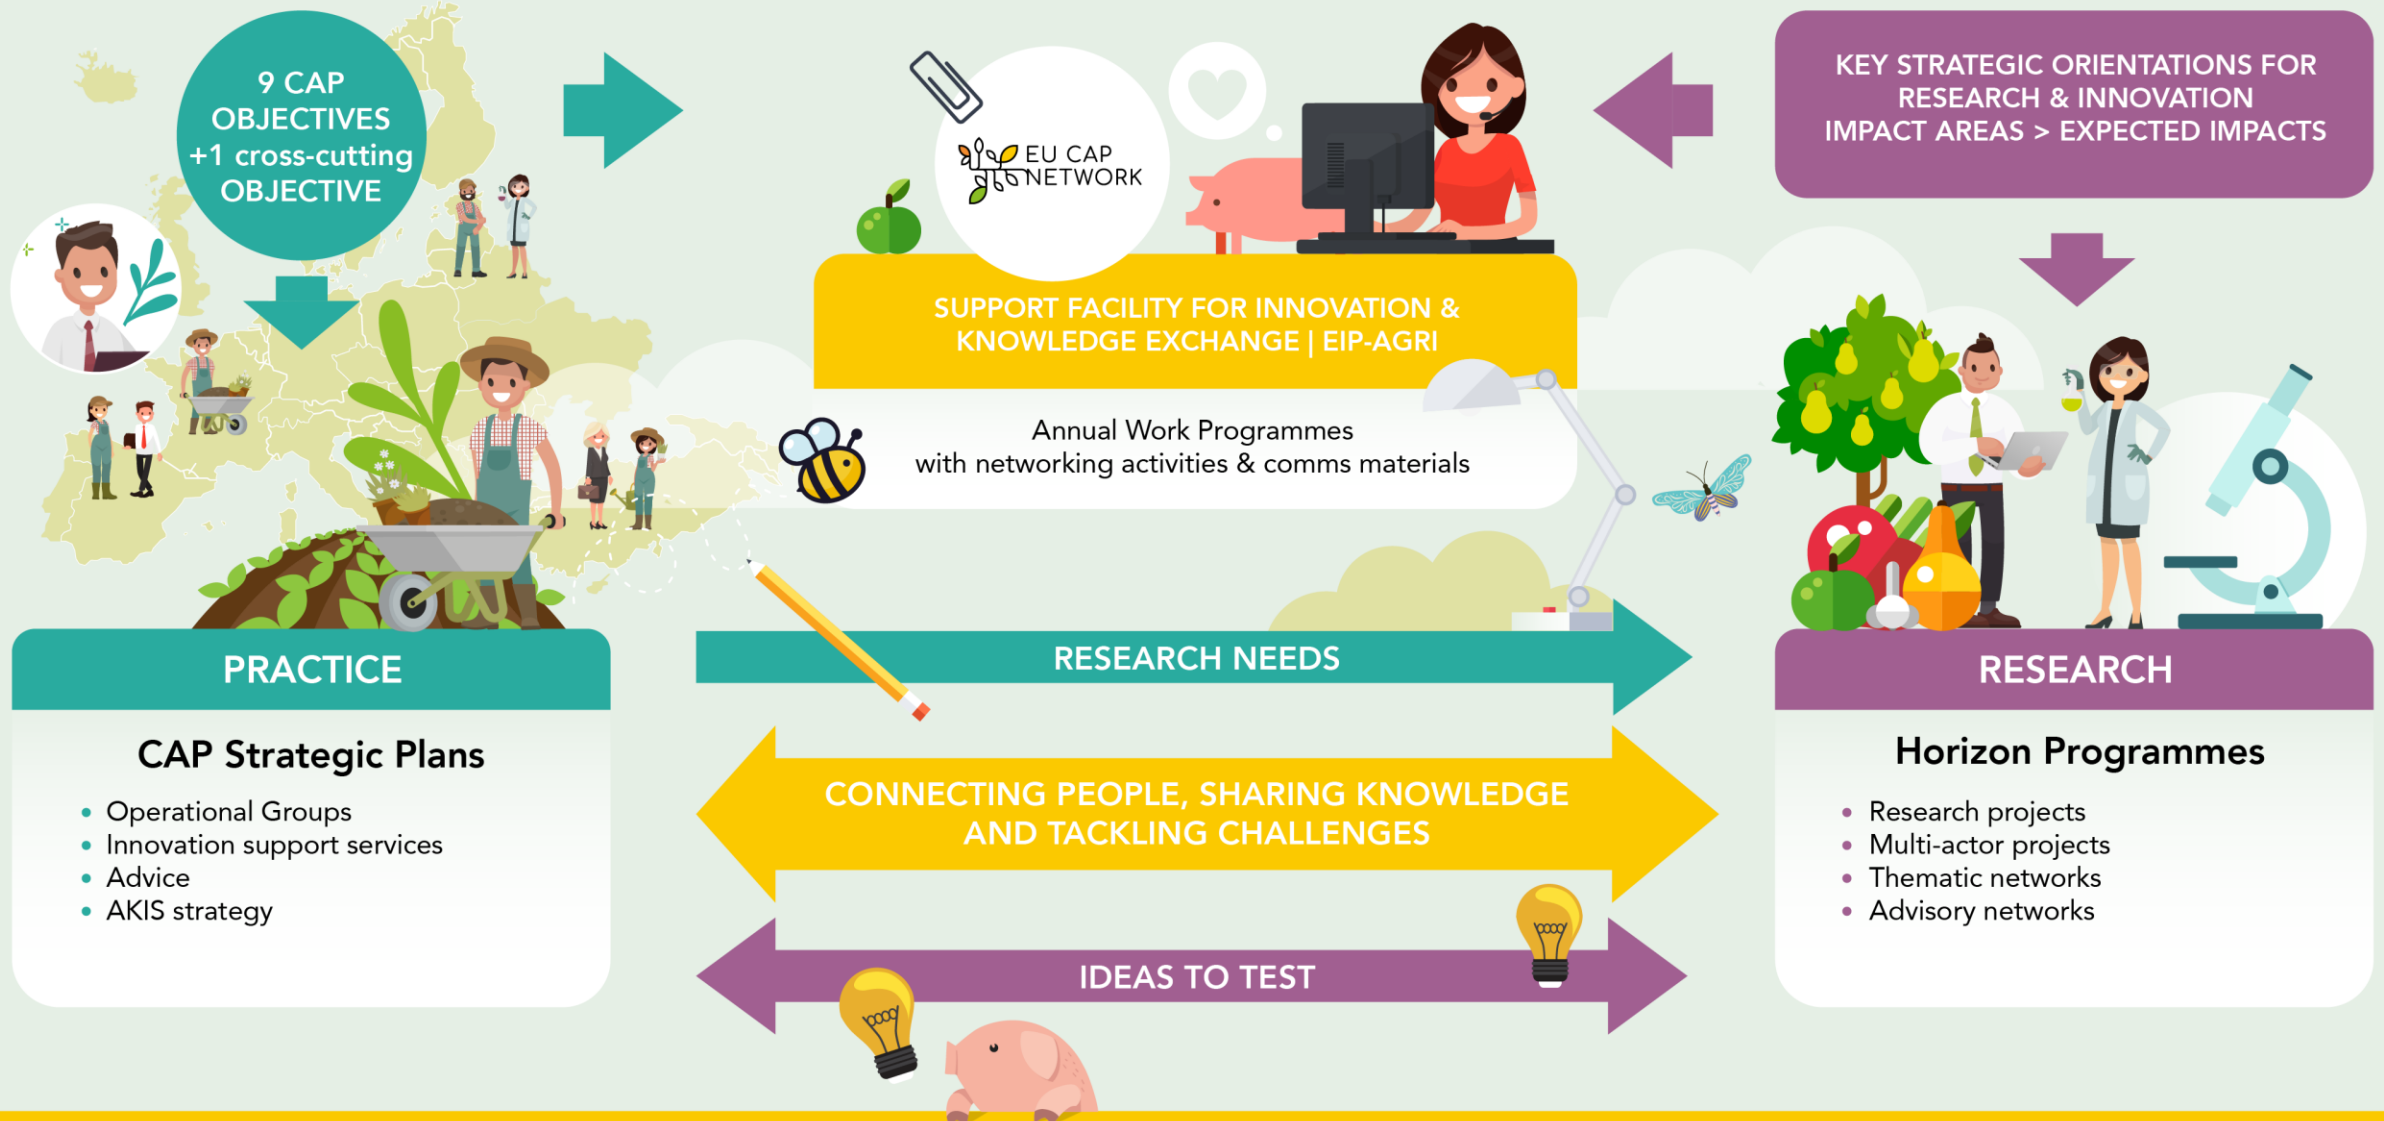 9 CAP
OBJECTIVES
+1 cross-cutting
OBJECTIVE
EU CAP
NETWORK
KEY STRATEGIC ORIENTATIONS FOR
RESEARCH & INNOVATION
IMPACT AREAS > EXPECTED IMPACTS
SUPPORT FACILITY FOR INNOVATION &
KNOWLEDGE EXCHANGE | EIP-AGRI
Annual Work Programmes
with networking activities & comms materials
PRACTICE
CAP Strategic Plans
• Operational Groups
• Innovation support services
• Advice
• AKIS strategy
RESEARCH NEEDS
CONNECTING PEOPLE, SHARING KNOWLEDGE
AND TACKLING CHALLENGES
IDEAS TO TEST
RESEARCH
Horizon Programmes
• Research projects
• Multi-actor projects
• Thematic networks
• Advisory networks